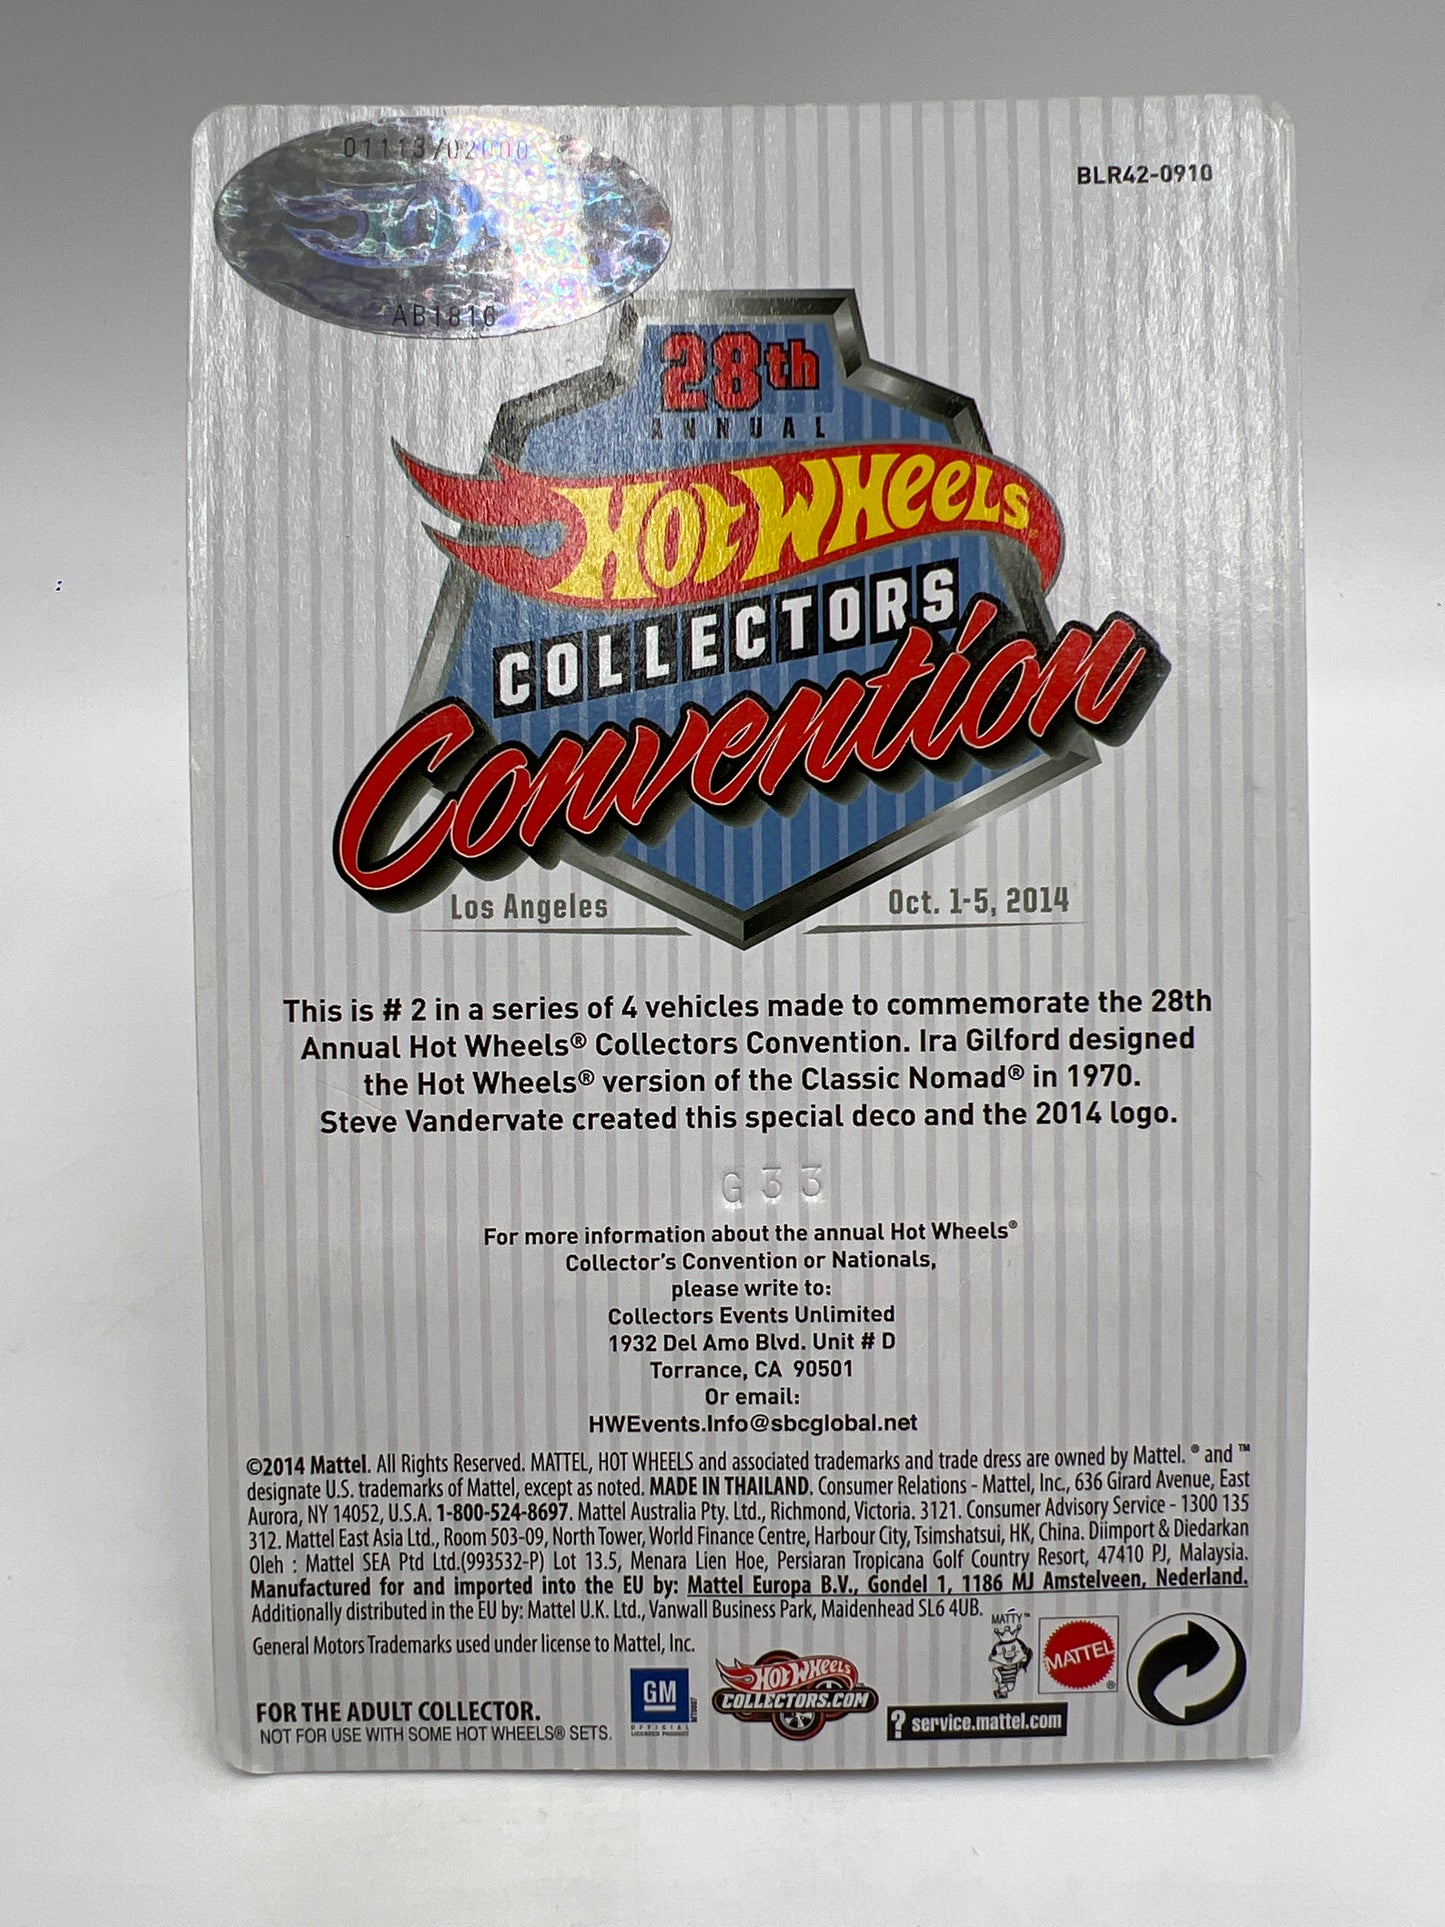 01113/02000
AB1810
BLR42-0910
28th
ANNUAL
HOT WHEELS
COLLECTORS
Convention
Los Angeles
Oct. 1-5, 2014
This is # 2 in a series of 4 vehicles made to commemorate the 28th
Annual Hot Wheels® Collectors Convention. Ira Gilford designed
the Hot Wheels® version of the Classic Nomad® in 1970.
Steve Vandervate created this special deco and the 2014 logo.
G33
For more information about the annual Hot Wheels®
Collector's Convention or Nationals,
please write to:
Collectors Events Unlimited
1932 Del Amo Blvd. Unit # D
Torrance, CA 90501
Or email:
HWEvents.Info@sbcglobal.net
©2014 Mattel. All Rights Reserved. MATTEL, HOT WHEELS and associated trademarks and trade dress are owned by Mattel. ® and ™
designate U.S. trademarks of Mattel, except as noted. MADE IN THAILAND. Consumer Relations - Mattel, Inc., 636 Girard Avenue, East
Aurora, NY 14052, U.S.A. 1-800-524-8697. Mattel Australia Pty. Ltd., Richmond, Victoria. 3121. Consumer Advisory Service - 1300 135
312. Mattel East Asia Ltd., Room 503-09, North Tower, World Finance Centre, Harbour City, Tsimshatsui, HK, China. Diimport & Diedarkan
Oleh : Mattel SEA Ptd Ltd.(993532-P) Lot 13.5, Menara Lien Hoe, Persiaran Tropicana Golf Country Resort, 47410 PJ, Malaysia.
Manufactured for and imported into the EU by: Mattel Europa B.V., Gondel 1, 1186 MJ Amstelveen, Nederland.
Additionally distributed in the EU by: Mattel U.K. Ltd., Vanwall Business Park, Maidenhead SL6 4UB.
General Motors Trademarks used under license to Mattel, Inc.
MATTY™
MATTEL®
GM
OFFICIAL
LICENSED PRODUCT
HOT WHEELS
COLLECTORS.COM
? service.mattel.com
FOR THE ADULT COLLECTOR.
NOT FOR USE WITH SOME HOT WHEELS® SETS.